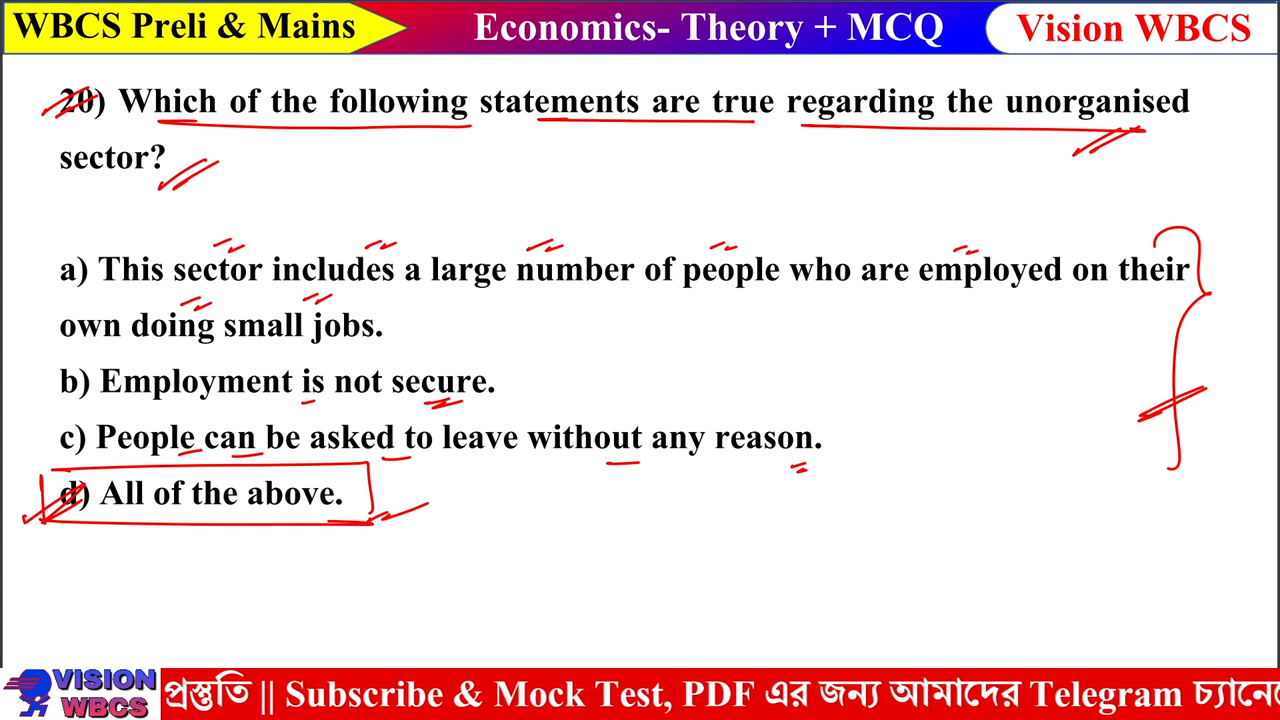 WBCS Preli & Mains
Economics- Theory + MCQ
Vision WBCS
20) Which of the following statements are true regarding the unorganised
sector?
a) This sector includes a large number of people who are employed on their
own doing small jobs.
b) Employment is not secure.
c) People can be asked to leave without any reason.
d) All of the above.
VISION
WBCS
প্রস্তুতি || Subscribe & Mock Test, PDF এর জন্য আমাদের Telegram